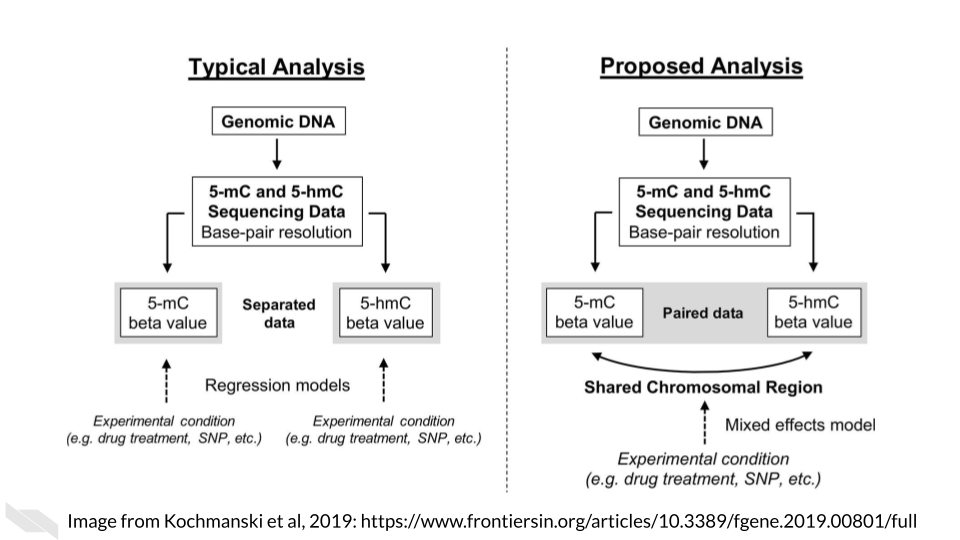 Typical Analysis
Genomic DNA
5-mC and 5-hmC
Sequencing Data
Base-pair resolution
5-mC
beta value
Separated
data
5-hmC
beta value
Regression models
Experimental condition
(e.g. drug treatment, SNP, etc.)
Experimental condition
(e.g. drug treatment, SNP, etc.)
Proposed Analysis
Genomic DNA
5-mC and 5-hmC
Sequencing Data
Base-pair resolution
5-mC
beta value
Paired data
5-hmC
beta value
Shared Chromosomal Region
Mixed effects model
Experimental condition
(e.g. drug treatment, SNP, etc.)
Image from Kochmanski et al, 2019: https://www.frontiersin.org/articles/10.3389/fgene.2019.00801/full